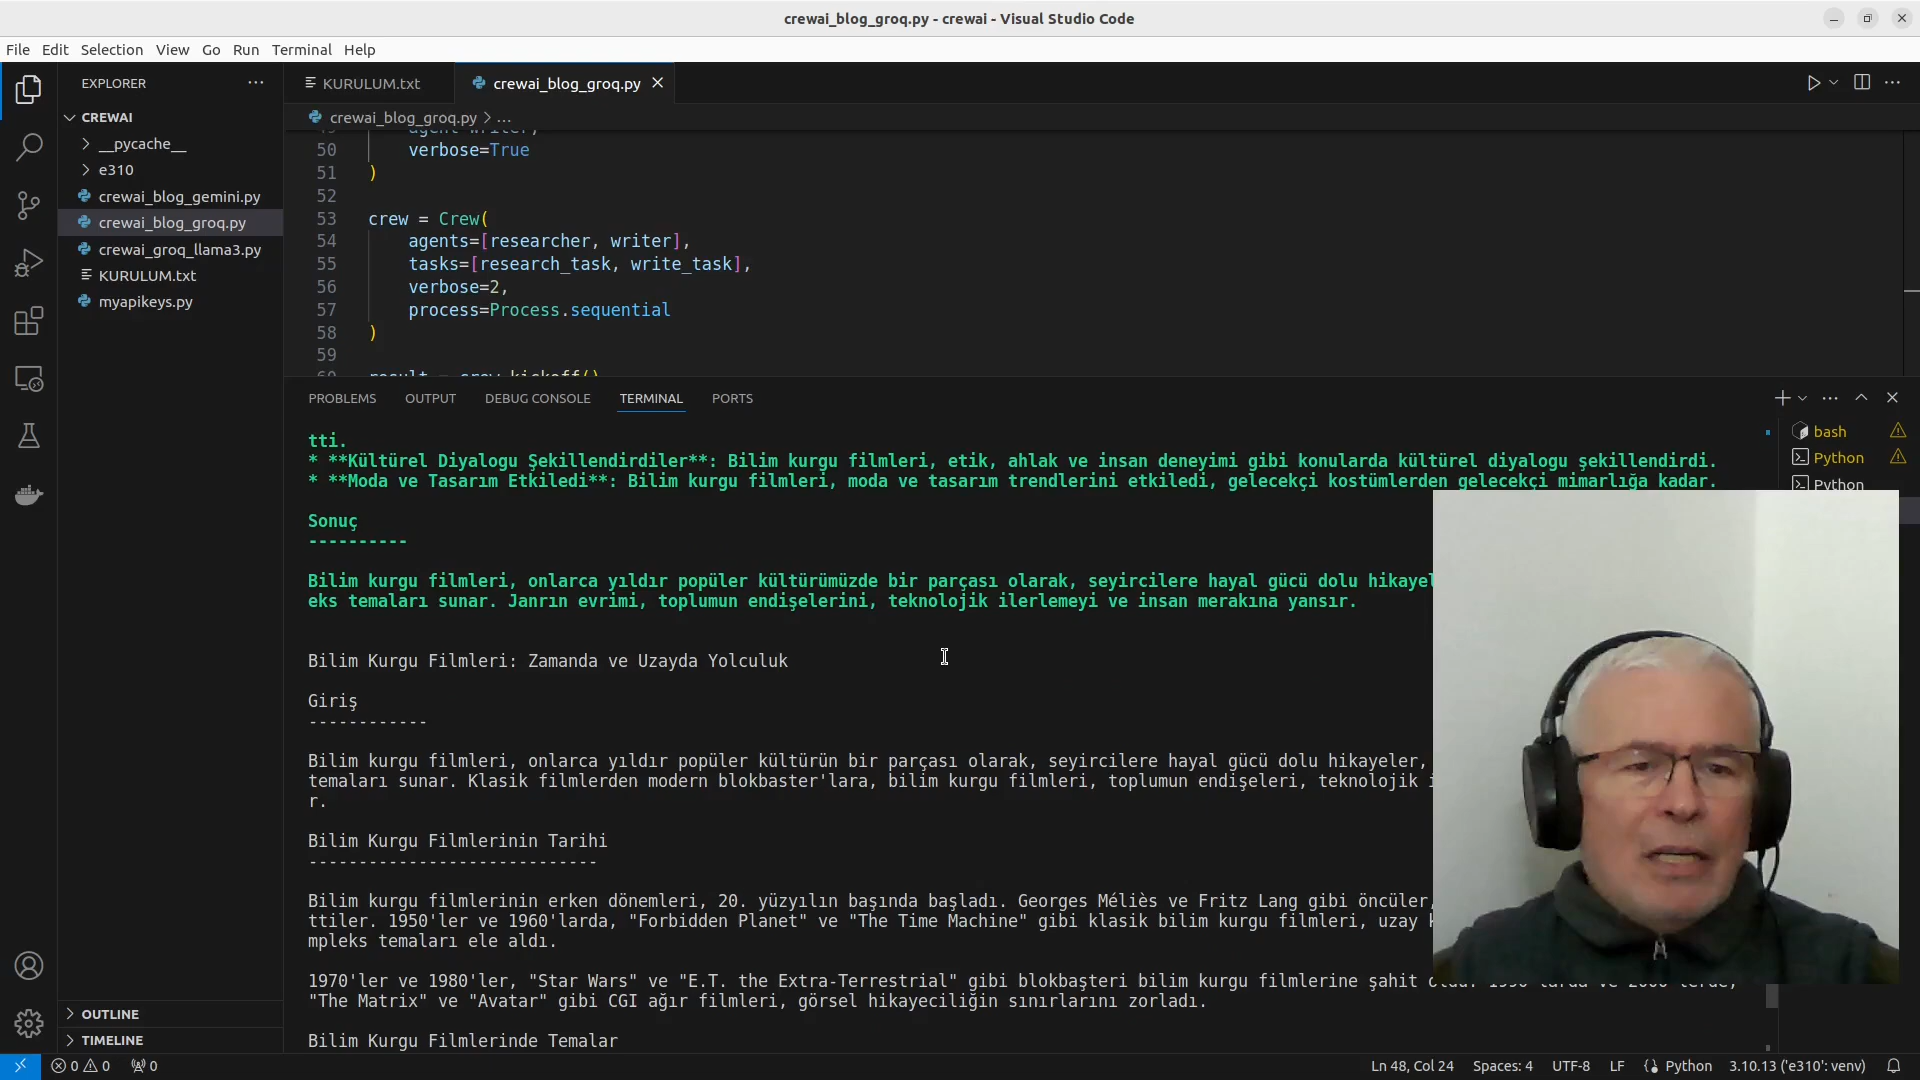 crewai_blog_groq.py - crewai - Visual Studio Code
File Edit Selection View Go Run Terminal Help
EXPLORER
CREWAI
__pycache__
e310
crewai_blog_gemini.py
crewai_blog_groq.py
crewai_groq_llama3.py
KURULUM.txt
myapikeys.py
OUTLINE
TIMELINE
KURULUM.txt
crewai_blog_groq.py
crewai_blog_groq.py > ...
50 verbose=True
51 )
52
53 crew = Crew(
54 agents=[researcher, writer],
55 tasks=[research_task, write_task],
56 verbose=2,
57 process=Process.sequential
58 )
59
60 result = crew.kickoff()
PROBLEMS OUTPUT DEBUG CONSOLE TERMINAL PORTS
bash
Python
Python
tti.
* **Kültürel Diyalogu Şekillendirdiler**: Bilim kurgu filmleri, etik, ahlak ve insan deneyimi gibi konularda kültürel diyalogu şekillendirdi.
* **Moda ve Tasarım Etkiledi**: Bilim kurgu filmleri, moda ve tasarım trendlerini etkiledi, gelecekçi kostümlerden gelecekçi mimarlığa kadar.
Sonuç
----------
Bilim kurgu filmleri, onlarca yıldır popüler kültürümüzde bir parçası olarak, seyircilere hayal gücü dolu hikayel
eks temaları sunar. Janrın evrimi, toplumun endişelerini, teknolojik ilerlemeyi ve insan merakına yansır.
Bilim Kurgu Filmleri: Zamanda ve Uzayda Yolculuk
Giriş
------------
Bilim kurgu filmleri, onlarca yıldır popüler kültürün bir parçası olarak, seyircilere hayal gücü dolu hikayeler,
temaları sunar. Klasik filmlerden modern blokbaster'lara, bilim kurgu filmleri, toplumun endişeleri, teknolojik
r.
Bilim Kurgu Filmlerinin Tarihi
-----------------------------
Bilim kurgu filmlerinin erken dönemleri, 20. yüzyılın başında başladı. Georges Méliès ve Fritz Lang gibi öncüler,
ttiler. 1950'ler ve 1960'larda, "Forbidden Planet" ve "The Time Machine" gibi klasik bilim kurgu filmleri, uzay
mpleks temaları ele aldı.
1970'ler ve 1980'ler, "Star Wars" ve "E.T. the Extra-Terrestrial" gibi blokbaşteri bilim kurgu filmlerine şahit
"The Matrix" ve "Avatar" gibi CGI ağır filmleri, görsel hikayeciliğin sınırlarını zorladı.
Bilim Kurgu Filmlerinde Temalar
0 0 0 Ln 48, Col 24 Spaces: 4 UTF-8 LF Python 3.10.13 ('e310': venv)